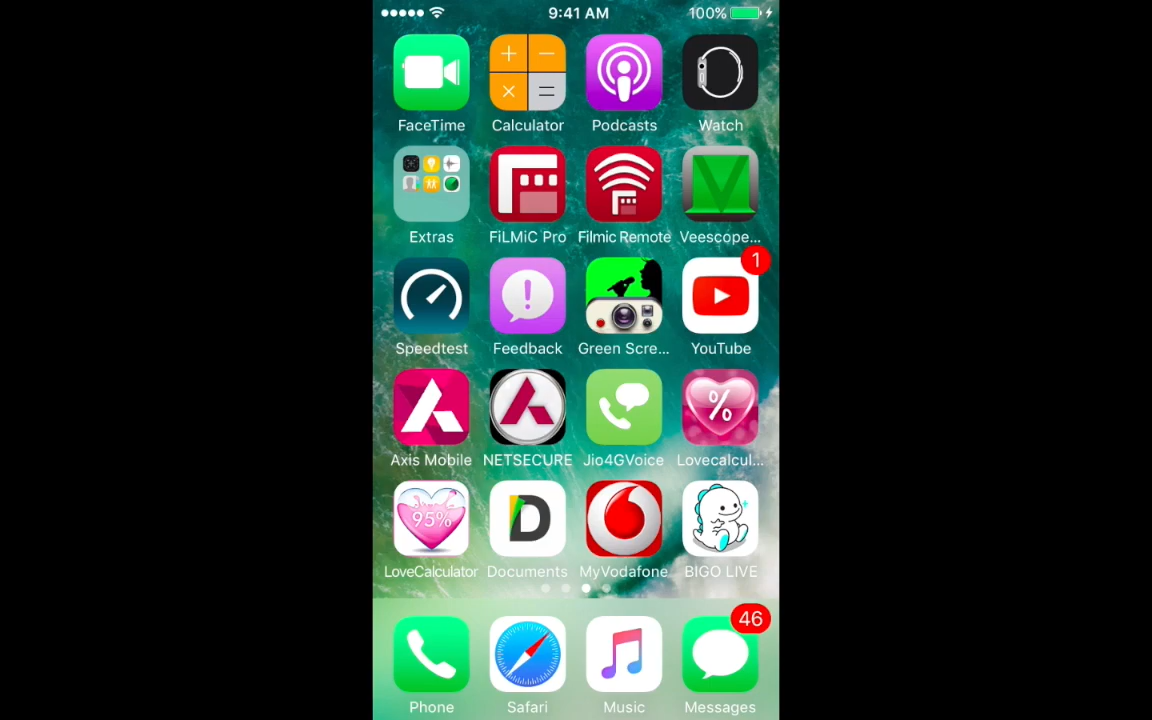 9:41 AM
100%
FaceTime Calculator Podcasts Watch
Extras FiLMiC Pro Filmic Remote Veescope...
1
Speedtest Feedback Green Scre... YouTube
%
Axis Mobile NETSECURE Jio4GVoice Lovecalcul...
95%
D
LoveCalculator Documents MyVodafone BIGO LIVE
46
Phone Safari Music Messages